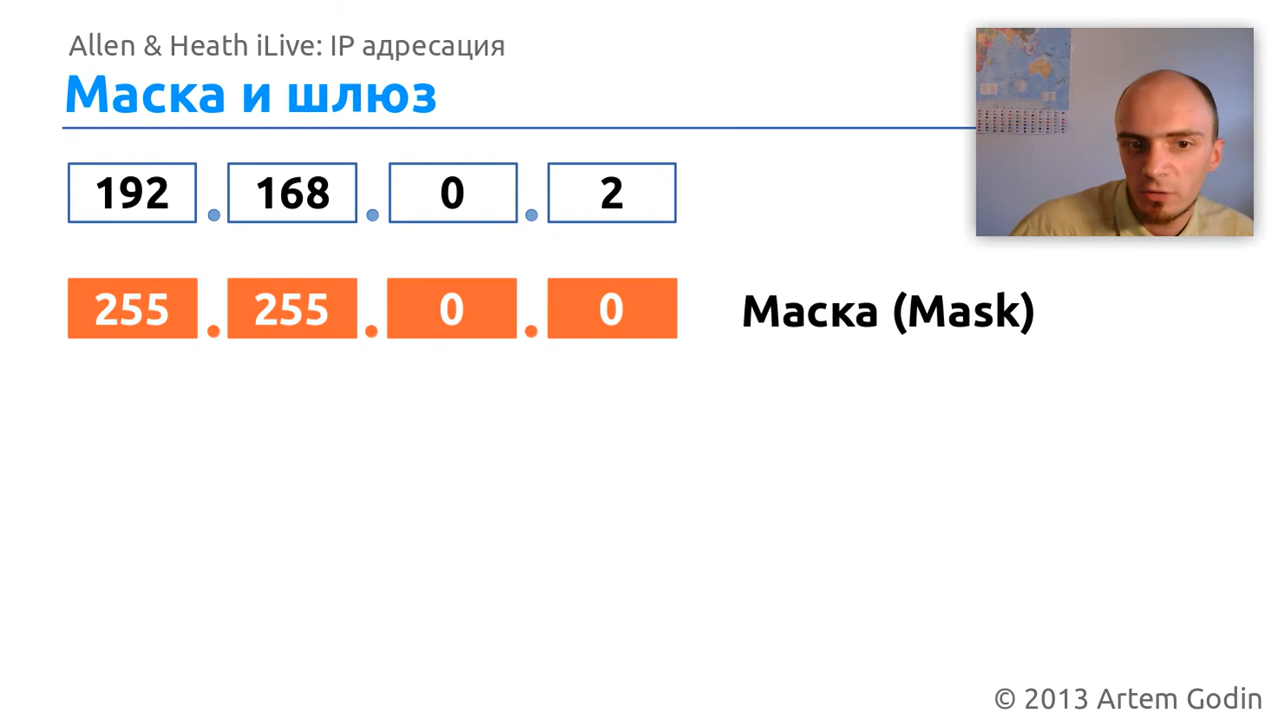 Allen & Heath iLive: IP адресация
Маска и шлюз
192 . 168 . 0 . 2
255 . 255 . 0 . 0 Маска (Mask)
© 2013 Artem Godin